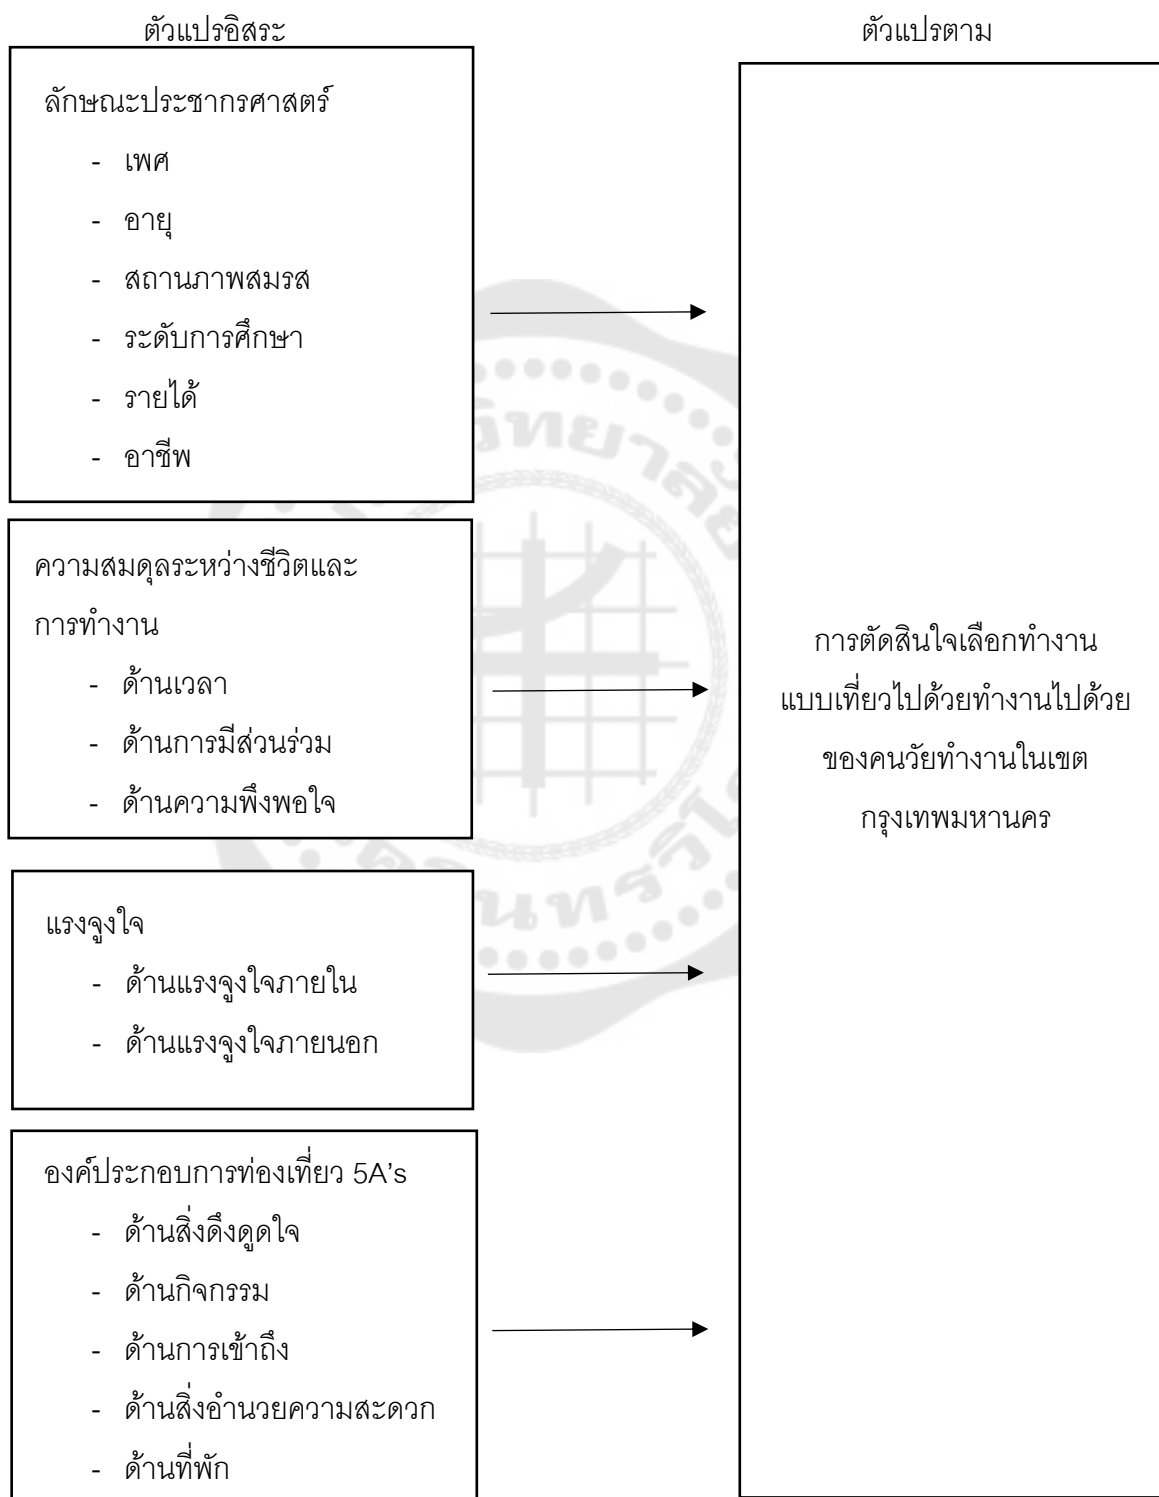 ตัวแปรอิสระ
ตัวแปรตาม
ลักษณะประชากรศาสตร์
- เพศ
- อายุ
- สถานภาพสมรส
- ระดับการศึกษา
- รายได้
- อาชีพ
ความสมดุลระหว่างชีวิตและ
การทำงาน
- ด้านเวลา
- ด้านการมีส่วนร่วม
- ด้านความพึงพอใจ
แรงจูงใจ
- ด้านแรงจูงใจภายใน
- ด้านแรงจูงใจภายนอก
องค์ประกอบการท่องเที่ยว 5A's
- ด้านสิ่งดึงดูดใจ
- ด้านกิจกรรม
- ด้านการเข้าถึง
- ด้านสิ่งอำนวยความสะดวก
- ด้านที่พัก
การตัดสินใจเลือกทำงาน
แบบเที่ยวไปด้วยทำงานไปด้วย
ของคนวัยทำงานในเขต
กรุงเทพมหานคร